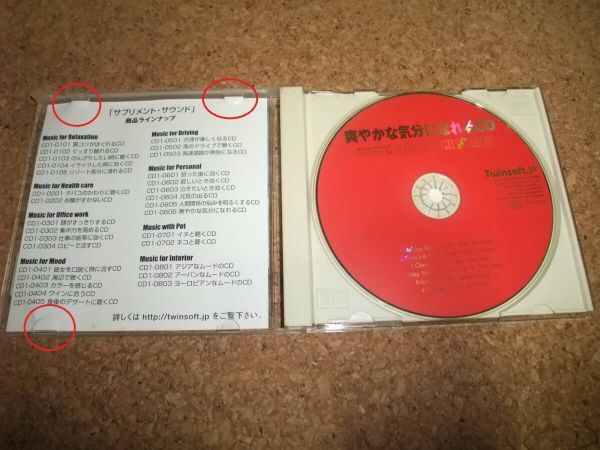 「サプリメント・サウンド」
商品ラインナップ
Music for Relaxation
CD1-0101 肩コリがほぐれるCD
CD1-0102 ぐっすり眠れるCD
CD1-0103 のんびりしたい時に聴くCD
CD1-0104 イライラした時に効くCD
CD1-0105 リゾート気分に浸れるCD
Music for Health care
CD1-0201 タバコのかわりに聴くCD
CD1-0202 お腹がすかないCD
Music for Office work
CD1-0301 頭がすっきりするCD
CD1-0302 集中力を高めるCD
CD1-0303 仕事の能率に効くCD
CD1-0304 ロビーで流すCD
Music for Mood
CD1-0401 彼女を口説く時に流すCD
CD1-0402 海辺で聴くCD
CD1-0403 カラーを感じるCD
CD1-0404 ワインに合うCD
CD1-0405 食後のデザートに聴くCD
Music for Driving
CD1-0501 渋滞が楽しくなるCD
CD1-0502 夜のドライブで聴くCD
CD1-0503 高速道路が爽快になるCD
Music for Personal
CD1-0601 怒った後に効くCD
CD1-0602 寂しいとき効くCD
CD1-0603 泣きたいとき効くCD
CD1-0604 元気の出るCD
CD1-0605 人間関係の悩みを明るくするCD
CD1-0606 爽やかな気分になれるCD
Music with Pet
CD1-0701 イヌと聴くCD
CD1-0702 ネコと聴くCD
Music for Interior
CD1-0801 アジアなムードのCD
CD1-0802 アーバンなムードのCD
CD1-0803 ヨーロピアンなムードのCD
詳しくは http://twinsoft.jp をご覧下さい。
爽やかな気分になれるCD
Twinsoft.jp